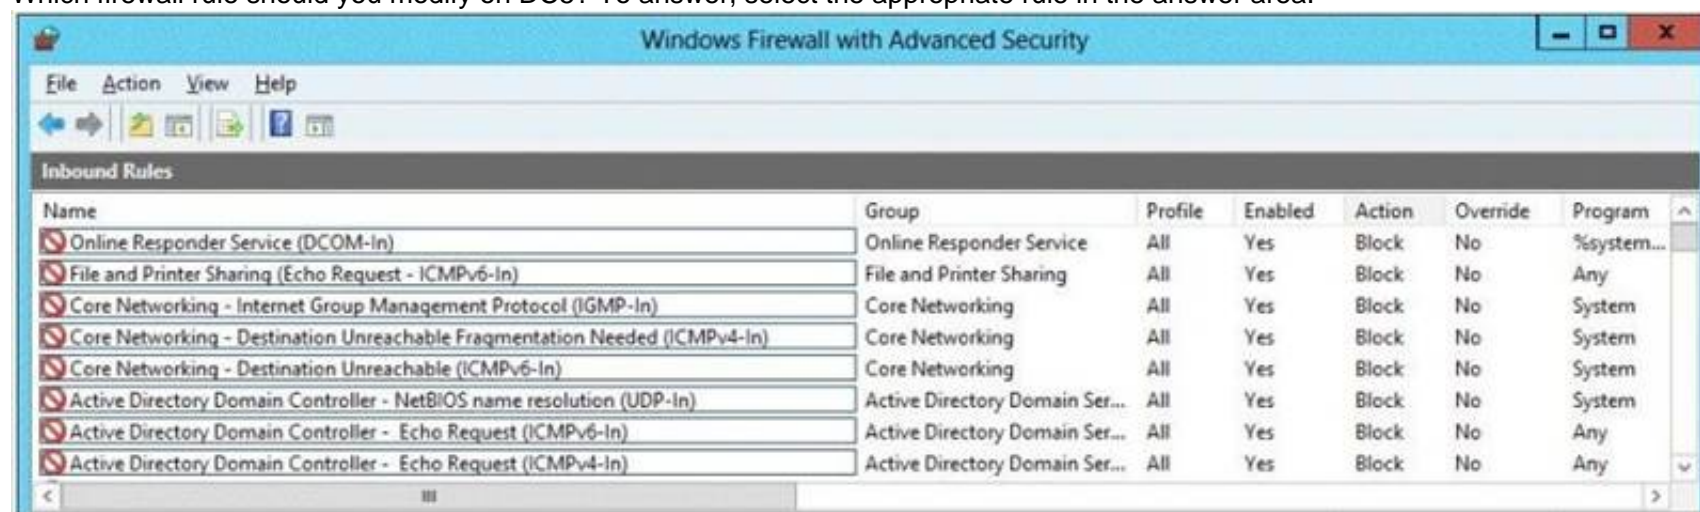 Which firewall rule should you modify on DC3? To answer, select the appropriate rule in the answer area.
Windows Firewall with Advanced Security
File Action View Help
Inbound Rules
Name Group Profile Enabled Action Override Program
Online Responder Service (DCOM-In) Online Responder Service All Yes Block No %system...
File and Printer Sharing (Echo Request - ICMPv6-In) File and Printer Sharing All Yes Block No Any
Core Networking - Internet Group Management Protocol (IGMP-In) Core Networking All Yes Block No System
Core Networking - Destination Unreachable Fragmentation Needed (ICMPv4-In) Core Networking All Yes Block No System
Core Networking - Destination Unreachable (ICMPv6-In) Core Networking All Yes Block No System
Active Directory Domain Controller - NetBIOS name resolution (UDP-In) Active Directory Domain Ser... All Yes Block No System
Active Directory Domain Controller - Echo Request (ICMPv6-In) Active Directory Domain Ser... All Yes Block No Any
Active Directory Domain Controller - Echo Request (ICMPv4-In) Active Directory Domain Ser... All Yes Block No Any